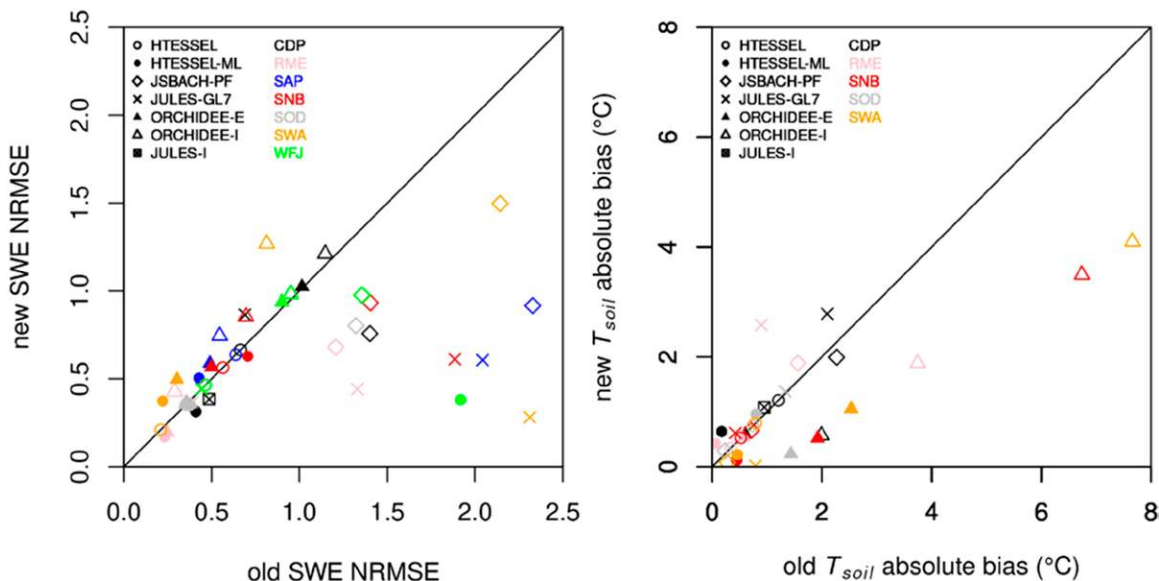 new SWE NRMSE
2.5
2.0
1.5
1.0
0.5
0.0
HTESSEL CDP
HTESSEL-ML RME
JSBACH-PF SAP
JULES-GL7 SNB
ORCHIDEE-E SOD
ORCHIDEE-I SWA
JULES-I WFJ
0.0 0.5 1.0 1.5 2.0 2.5
old SWE NRMSE
new Tsoil absolute bias (°C)
8
6
4
2
0
HTESSEL CDP
HTESSEL-ML RME
JSBACH-PF SNB
JULES-GL7 SOD
ORCHIDEE-E SWA
ORCHIDEE-I
JULES-I
0 2 4 6 8
old Tsoil absolute bias (°C)